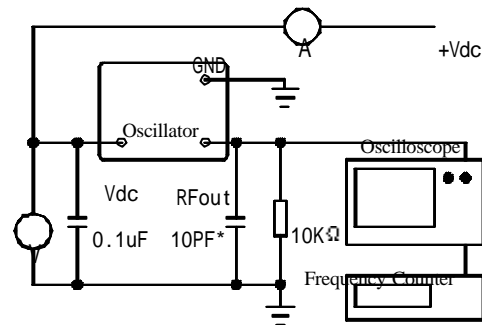 A
+Vdc
GND
Oscillator
Oscilloscope
Vdc
RFout
V
0.1uF
10PF*
10KΩ
Frequency Counter